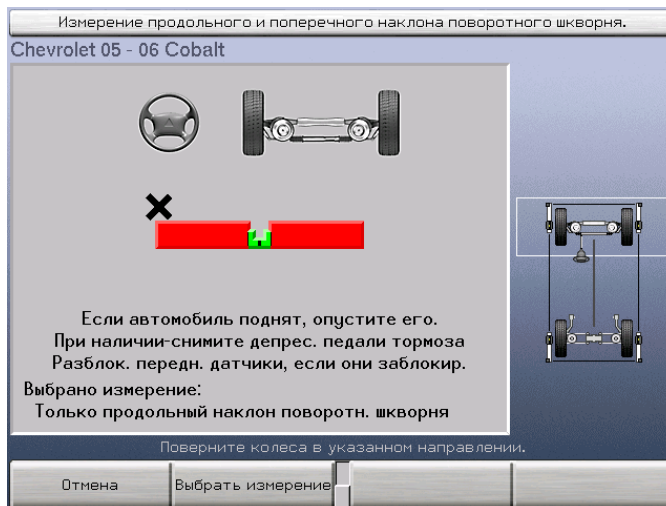 Измерение продольного и поперечного наклона поворотного шкворня.
Chevrolet 05 - 06 Cobalt
Если автомобиль поднят, опустите его.
При наличии-снимите депрес. педали тормоза
Разблок. передн. датчики, если они заблокир.
Выбрано измерение:
Только продольный наклон поворотн. шкворня
Поверните колеса в указанном направлении.
Отмена
Выбрать измерение